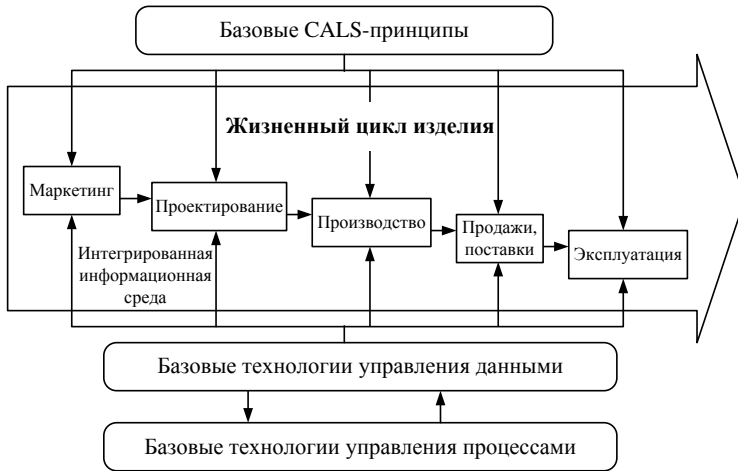 Базовые CALS-принципы
Жизненный цикл изделия
Маркетинг
Проектирование
Производство
Продажи,
поставки
Эксплуатация
Интегрированная
информационная
среда
Базовые технологии управления данными
Базовые технологии управления процессами